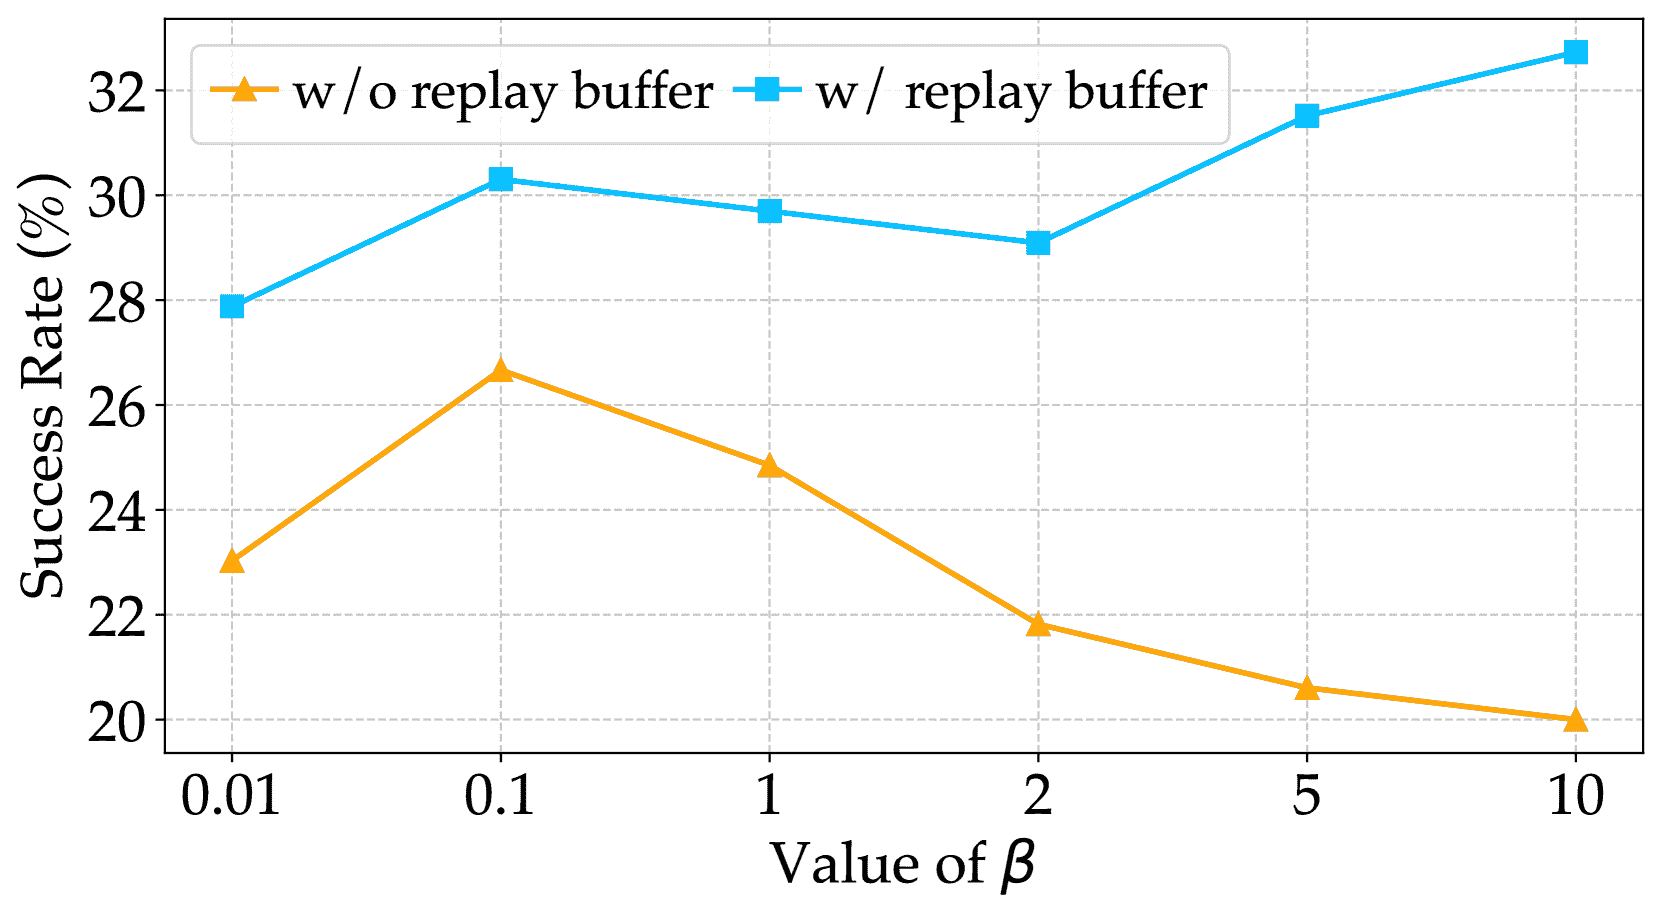 w/o replay buffer w/ replay buffer
Success Rate (%)
32
30
28
26
24
22
20
0.01 0.1 1 2 5 10
Value of β